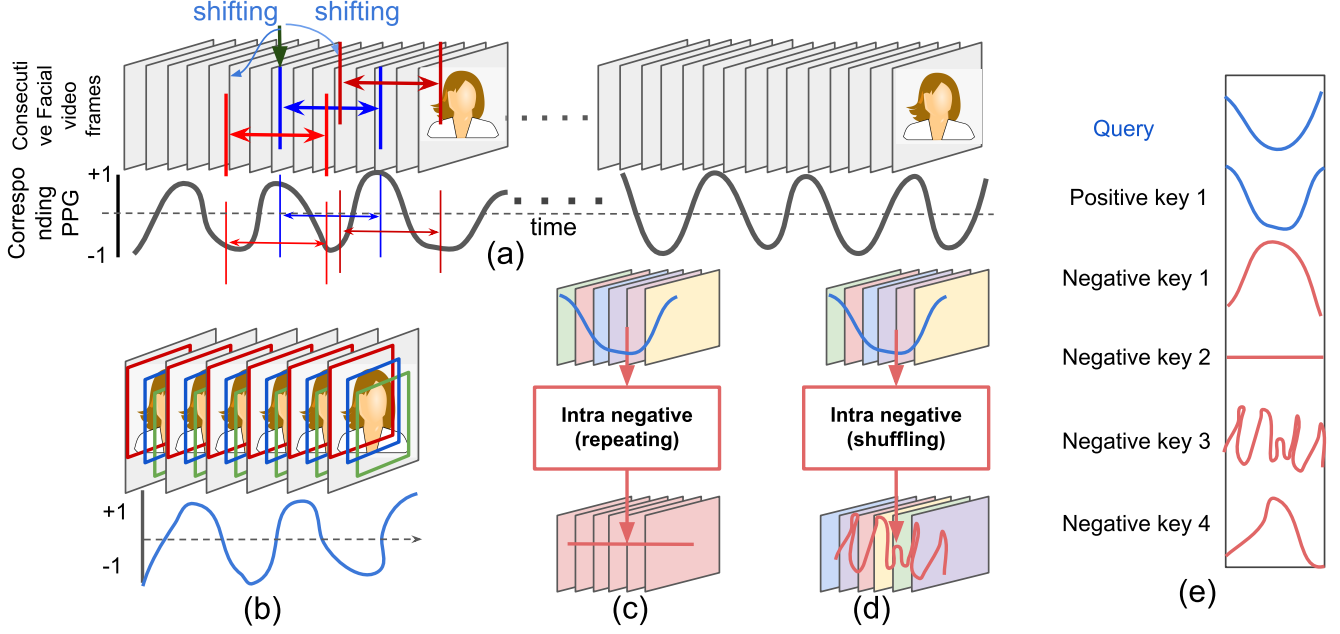 shifting
shifting
(a)
Consecuti
ve Facial
video
frames
Correspo
nding
PPG
+1
-1
time
(b)
+1
-1
Intra negative
(repeating)
(c)
Intra negative
(shuffling)
(d)
Query
Positive key 1
Negative key 1
Negative key 2
Negative key 3
Negative key 4
(e)